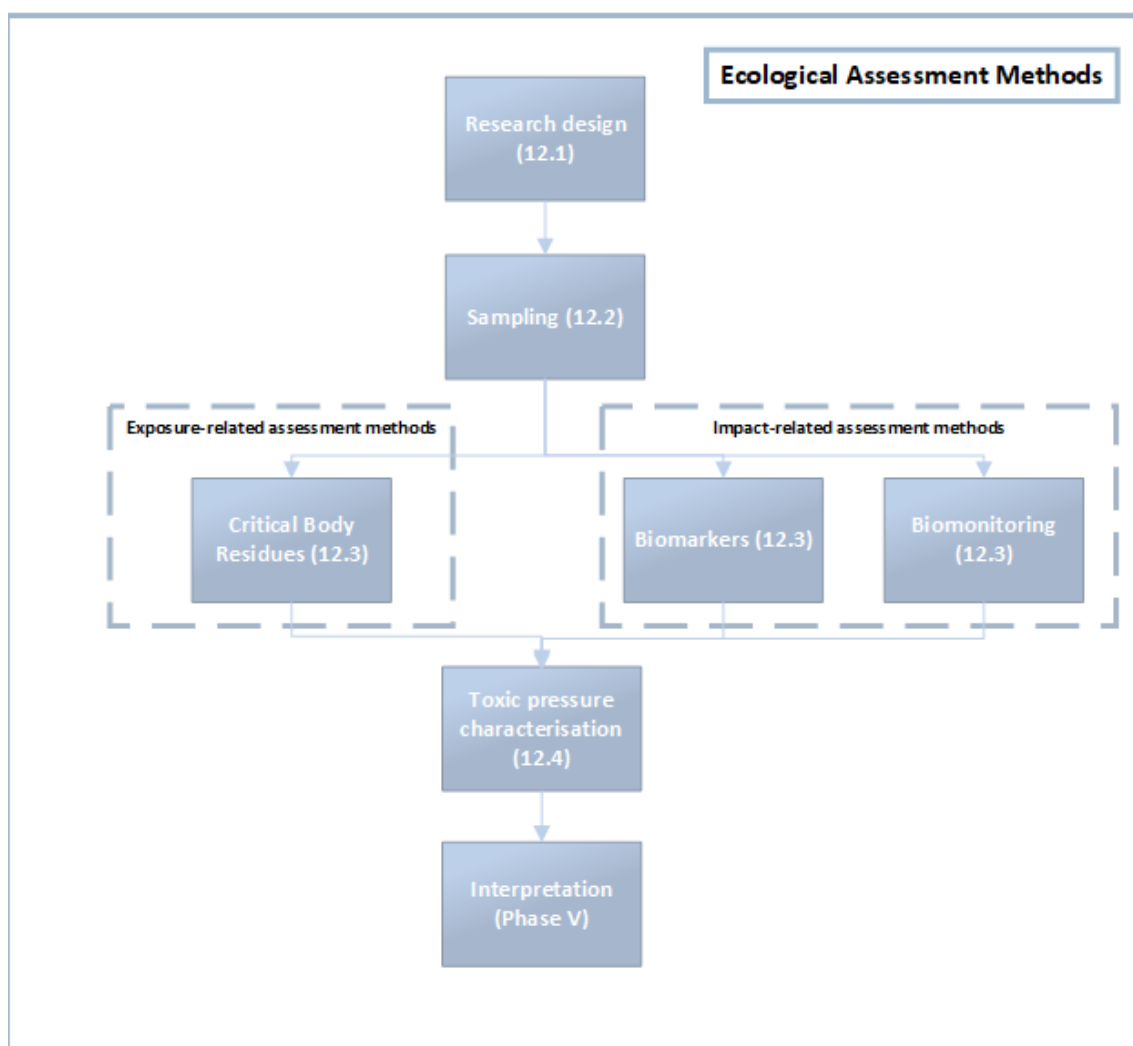 Ecological Assessment Methods
Research design
(12.1)
Sampling (12.2)
Exposure-related assessment methods
Impact-related assessment methods
Critical Body
Residues (12.3)
Biomarkers (12.3)
Biomonitoring
(12.3)
Toxic pressure
characterisation
(12.4)
Interpretation
(Phase V)